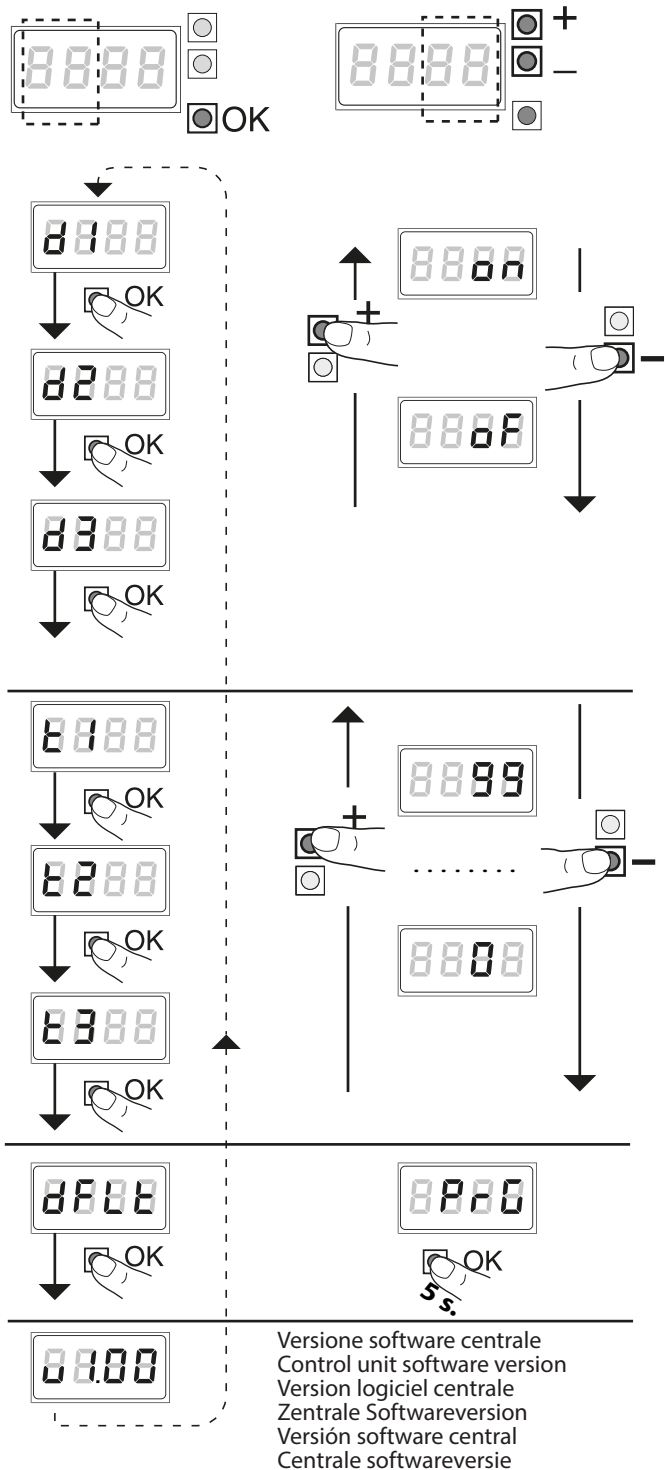 +
OK
–
d1
OK
+
on
–
d2
OK
oF
d3
OK
t1
OK
99
+
–
........
t2
OK
0
t3
OK
dFLt
PrG
OK
OK
5 s.
v1.00
Versione software centrale
Control unit software version
Version logiciel centrale
Zentrale Softwareversion
Versión software central
Centrale softwareversie